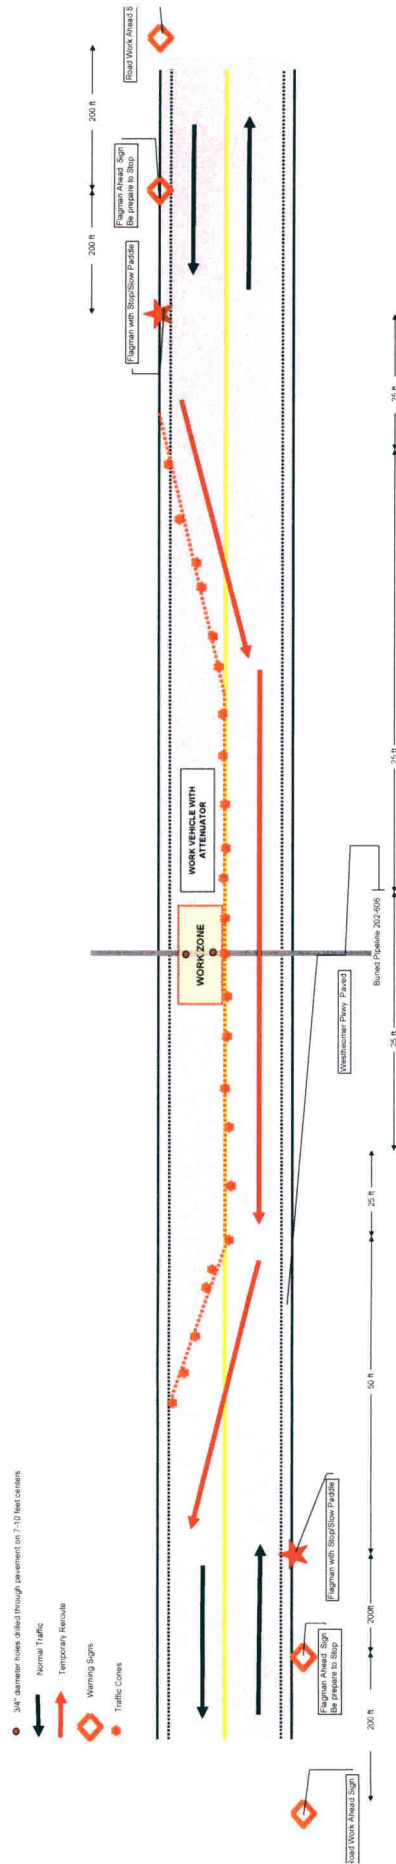 Road Work Ahead S
200 ft
Flagman Ahead Sign
Be prepare to Stop
200 ft
Flagman with Stop/Slow Paddle
25 ft
WORK VEHICLE WITH
ATTENUATOR
25 ft
WORK ZONE
Buried Pipeline 202-606
Westheumer Pkwy Paved
25 ft
25 ft
50 ft
Flagman with Stop/Slow Paddle
200ft
Flagman Ahead Sign
Be prepare to Stop
200 ft
Road Work Ahead Sign
3/4" diameter holes drilled through pavement on 7-10 feet centers
Normal Traffic
Temporary Reroute
Warning Signs
Traffic Cones